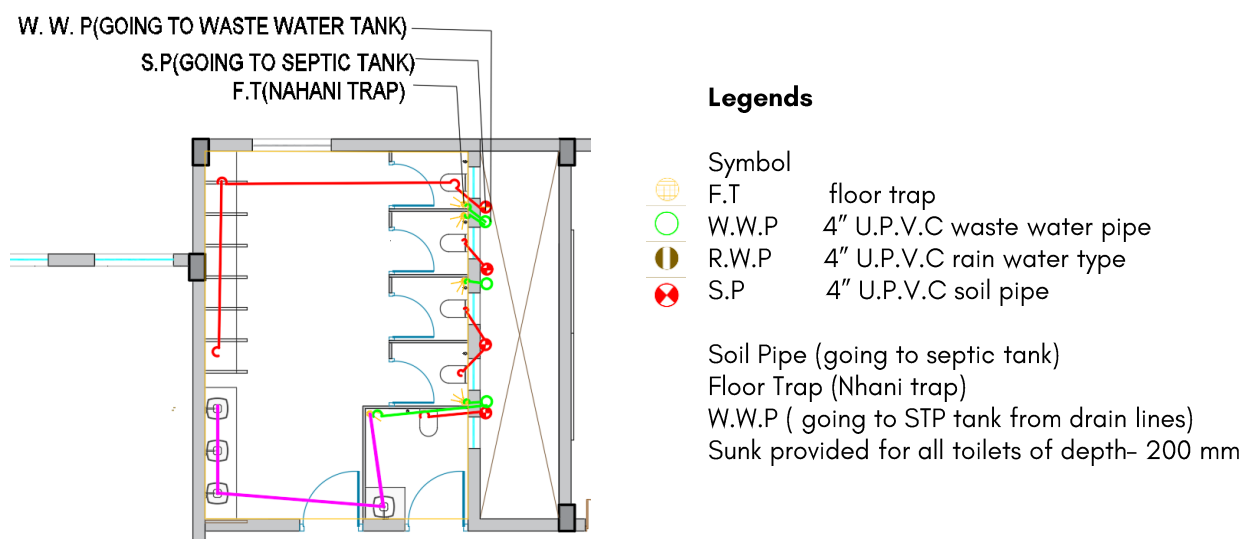 W. W. P(GOING TO WASTE WATER TANK)
S.P(GOING TO SEPTIC TANK)
F.T(NAHANI TRAP)
Legends
Symbol
F.T floor trap
W.W.P 4” U.P.V.C waste water pipe
R.W.P 4” U.P.V.C rain water type
S.P 4” U.P.V.C soil pipe
Soil Pipe (going to septic tank)
Floor Trap (Nhani trap)
W.W.P ( going to STP tank from drain lines)
Sunk provided for all toilets of depth– 200 mm